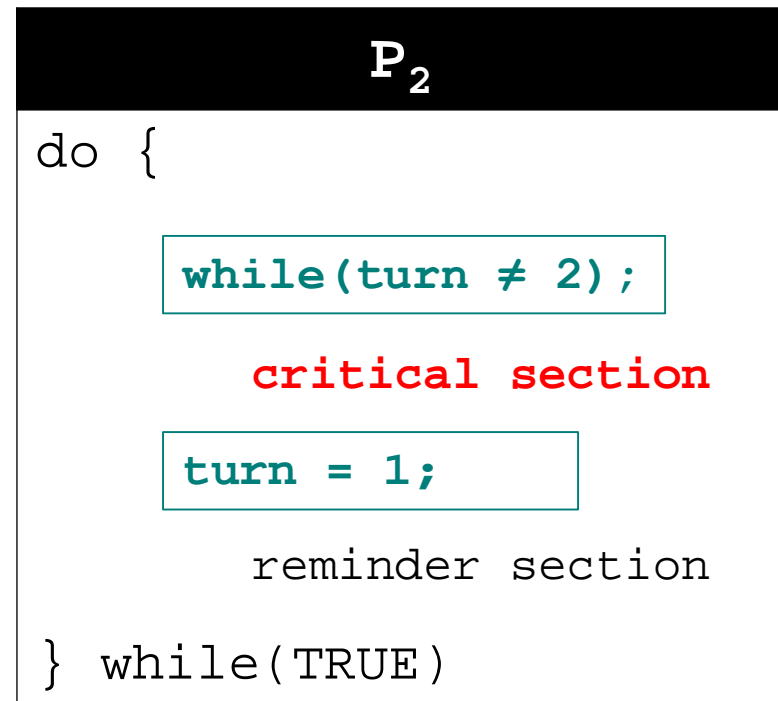 P₂
do {
while(turn ≠ 2);
critical section
turn = 1;
reminder section
} while(TRUE)